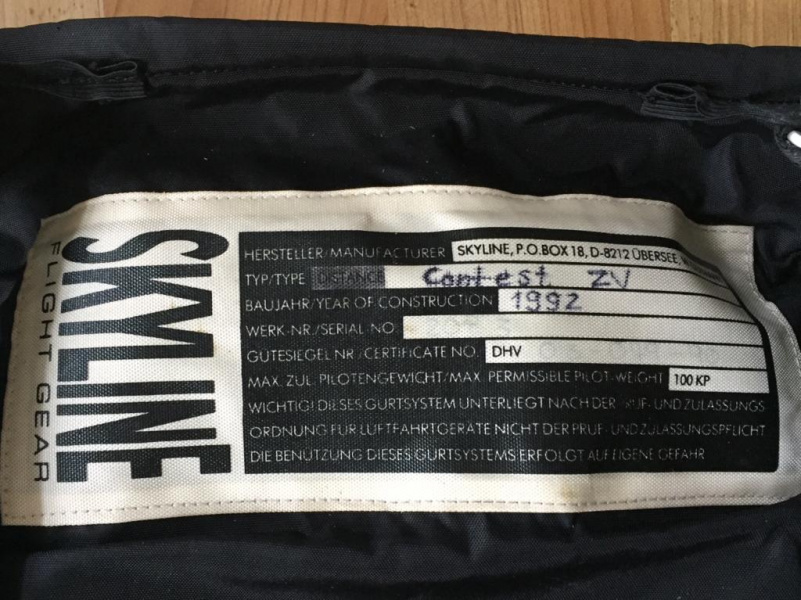 SKYLINE
FLIGHT GEAR
HERSTELLER/MANUFACTURER SKYLINE, P.O.BOX 18, D-8212 ÜBERSEE,
TYP/TYPE DISTANCE Contest ZV
BAUJAHR/YEAR OF CONSTRUCTION 1992
WERK-NR./SERIAL-NO.
GÜTESIEGEL NR./CERTIFICATE NO. DHV
MAX. ZUL. PILOTENGEWICHT/MAX. PERMISSIBLE PILOT-WEIGHT 100 KP
WICHTIG! DIESES GURTSYSTEM UNTERLIEGT NACH DER PRÜF- UND ZULASSUNGS
ORDNUNG FÜR LUFTFAHRTGERÄTE NICHT DER PRÜF- UND ZULASSUNGSPFLICHT
DIE BENÜTZUNG DIESES GURTSYSTEMS ERFOLGT AUF EIGENE GEFAHR